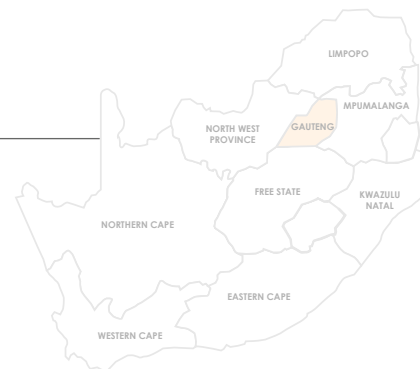 LIMPOPO
MPUMALANGA
GAUTENG
NORTH WEST
PROVINCE
FREE STATE
KWAZULU
NATAL
NORTHERN CAPE
EASTERN CAPE
WESTERN CAPE